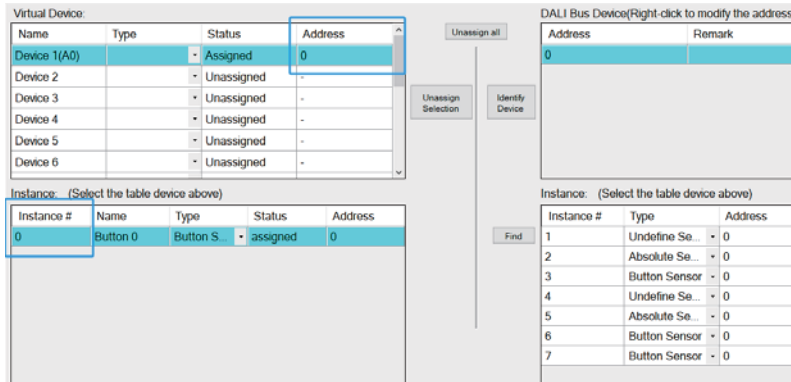 Virtual Device:
Name Type Status Address
Device 1(A0) Assigned 0
Device 2 Unassigned -
Device 3 Unassigned -
Device 4 Unassigned -
Device 5 Unassigned -
Device 6 Unassigned -
Instance: (Select the table device above)
Instance # Name Type Status Address
0 Button 0 Button S... assigned 0
Unassign all
Unassign Selection
Identify Device
Find
DALI Bus Device(Right-click to modify the address
Address Remark
0
Instance: (Select the table device above)
Instance # Type Address
1 Undefine Se... 0
2 Absolute Se... 0
3 Button Sensor 0
4 Undefine Se... 0
5 Absolute Se... 0
6 Button Sensor 0
7 Button Sensor 0